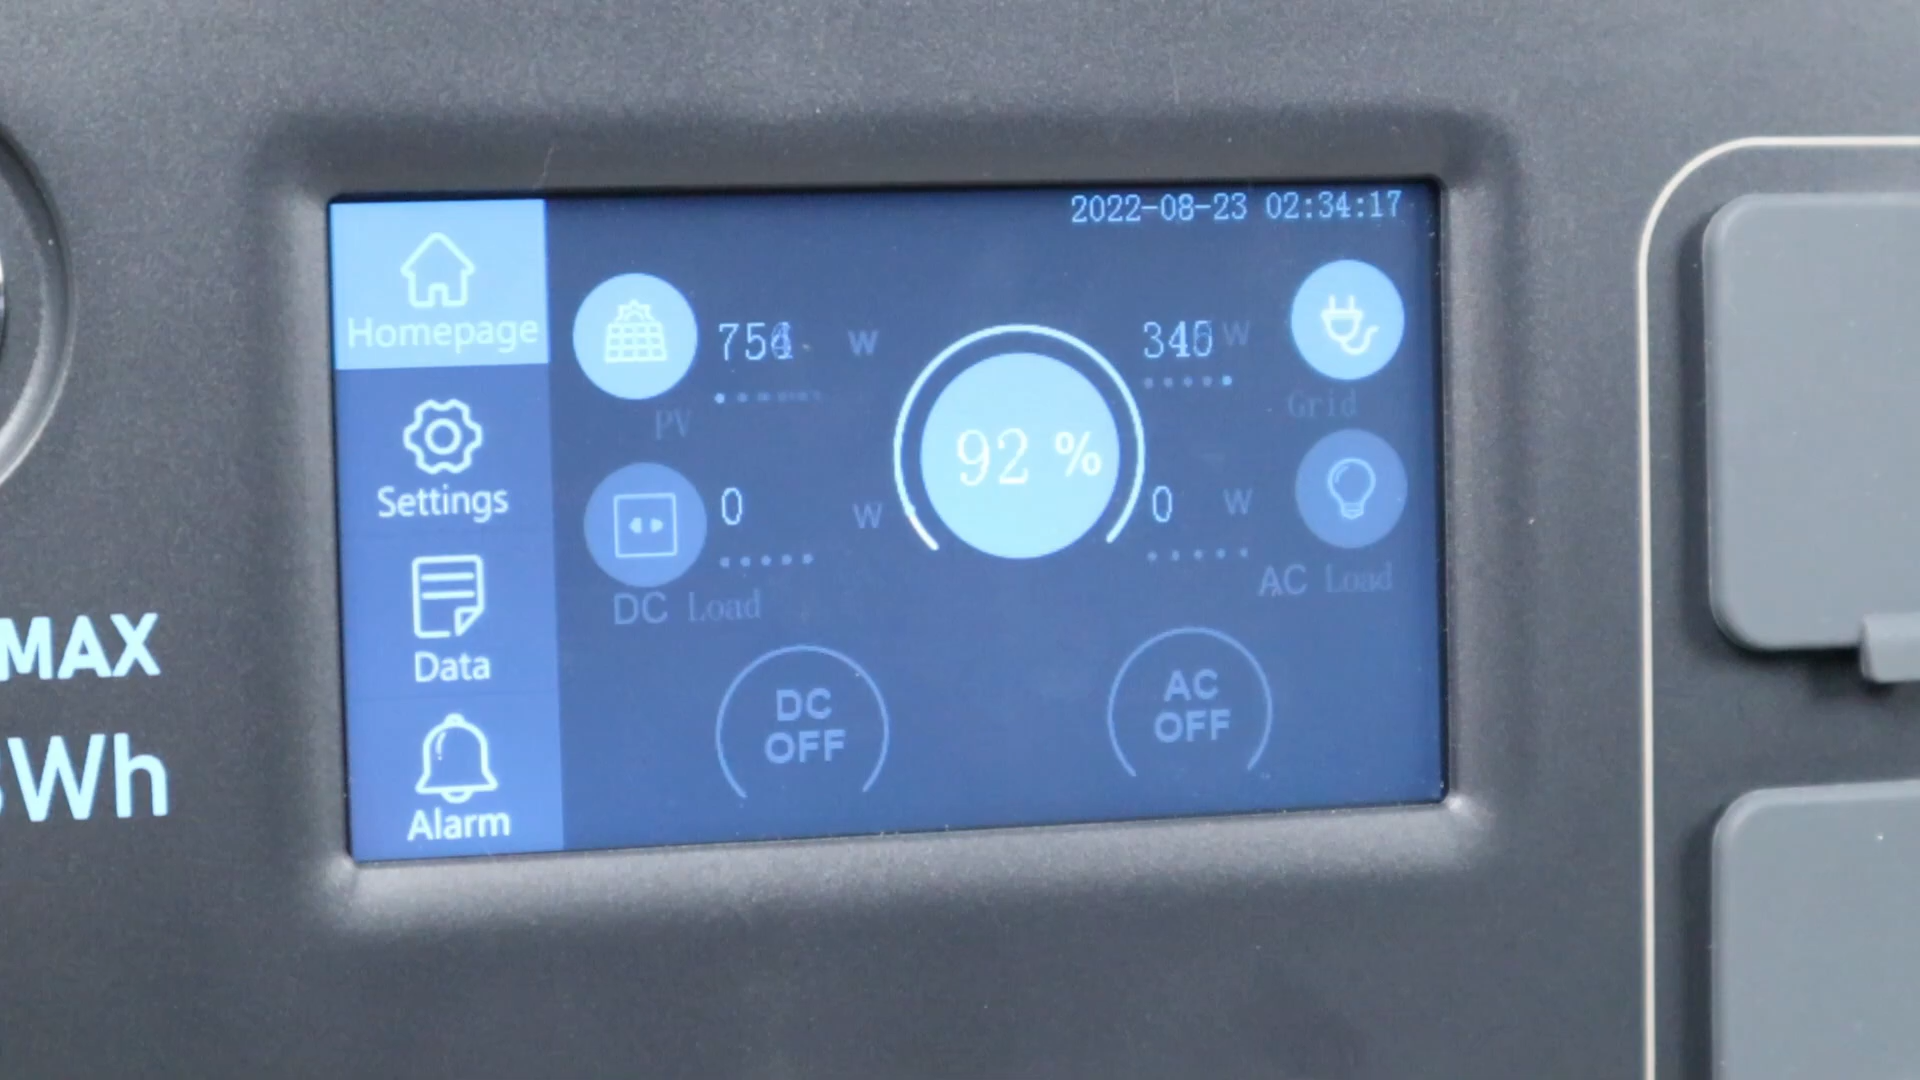 2022-08-23 02:34:17
Homepage
Settings
Data
Alarm
W
PV
W
Grid
92 %
0 W
DC Load
0 W
AC Load
DC
OFF
AC
OFF
MAX
Wh